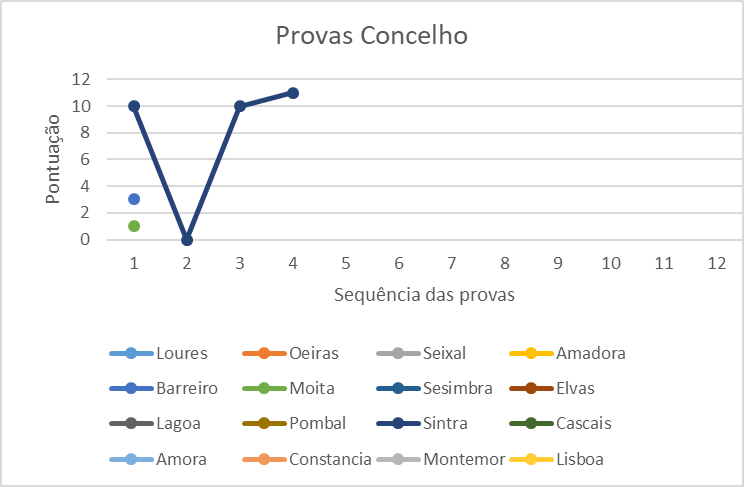 Provas Concelho
12
10
8
6
4
2
0
Pontuação
1 2 3 4 5 6 7 8 9 10 11 12
Sequência das provas
Loures Oeiras Seixal Amadora
Barreiro Moita Sesimbra Elvas
Lagoa Pombal Sintra Cascais
Amora Constancia Montemor Lisboa